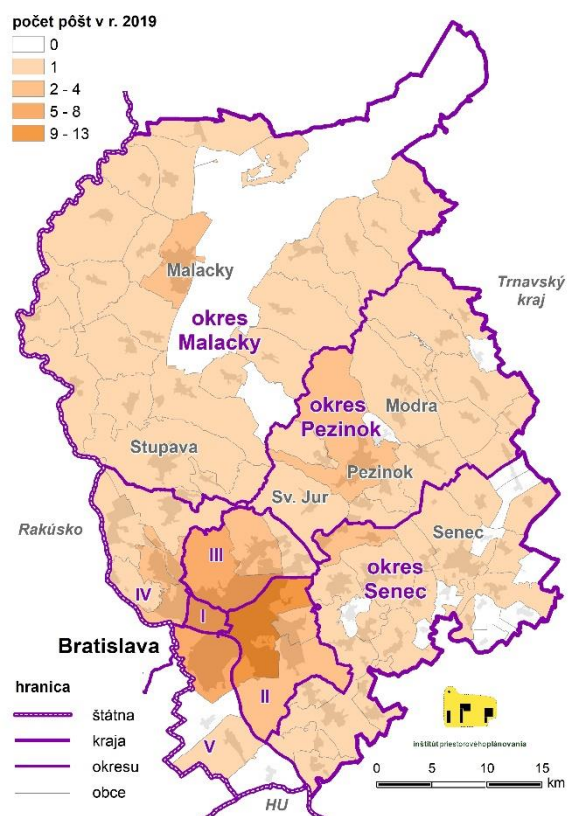 počet pôšt v r. 2019
0
1
2 - 4
5 - 8
9 - 13
Malacky
Trnavský
kraj
okres
Malacky
okres
Pezinok
Modra
Stupava
Pezinok
Sv. Jur
Rakúsko
Senec
III
okres
Senec
IV
I
Bratislava
hranica
II
štátna
kraja
V
okresu
obce
HU
inštitút priestorového plánovania
0 5 10 15
km